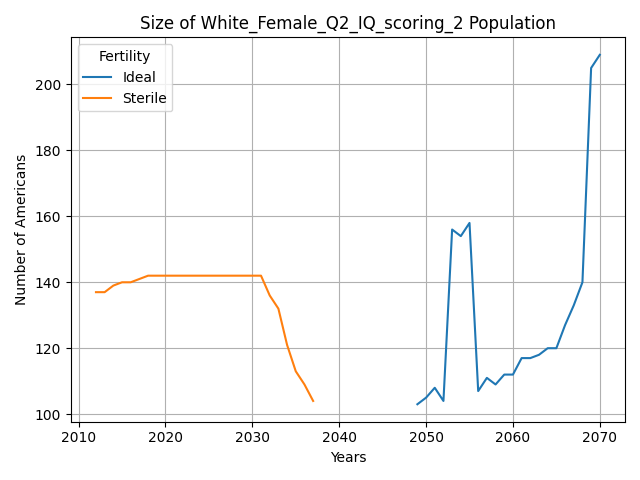 Size of White_Female_Q2_IQ_scoring_2 Population
Fertility
Ideal
Sterile
Number of Americans
200
180
160
140
120
100
2010
2020
2030
2040
2050
2060
2070
Years